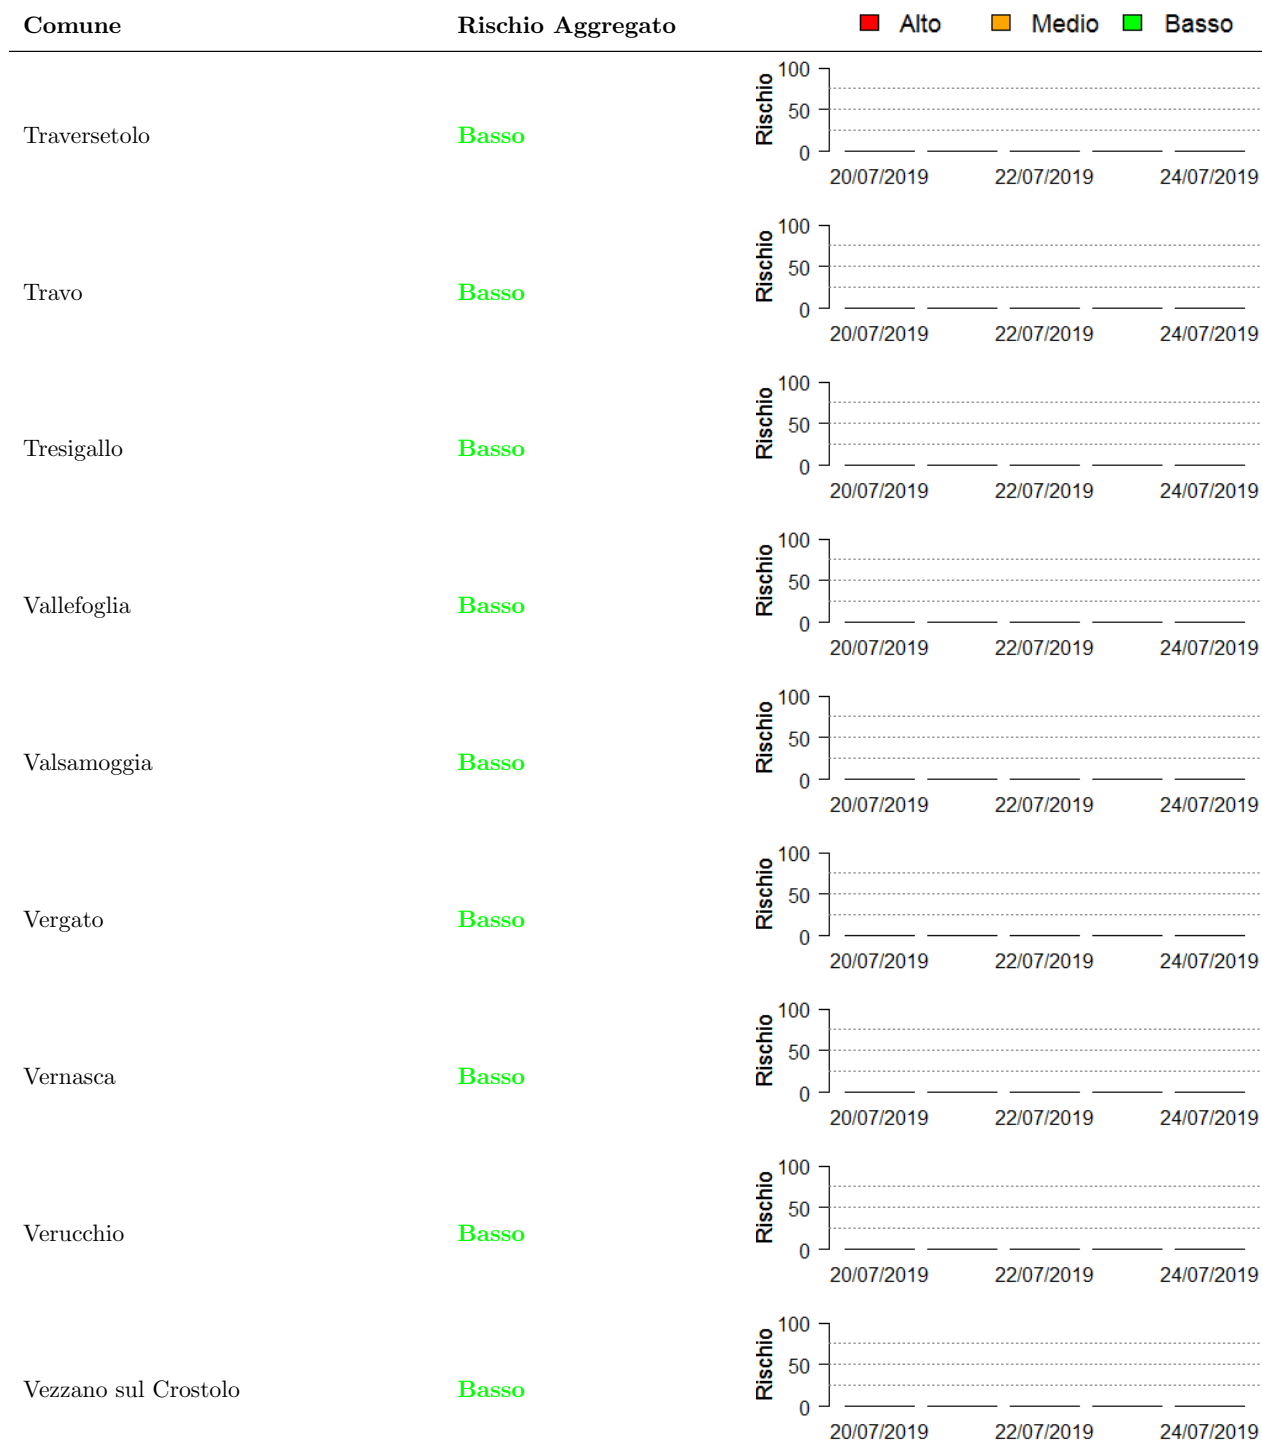 Comune Rischio Aggregato Alto Medio Basso
Traversetolo Basso Rischio 100 50 0
20/07/2019 22/07/2019 24/07/2019
Travo Basso Rischio 100 50 0
20/07/2019 22/07/2019 24/07/2019
Tresigallo Basso Rischio 100 50 0
20/07/2019 22/07/2019 24/07/2019
Vallefoglia Basso Rischio 100 50 0
20/07/2019 22/07/2019 24/07/2019
Valsamoggia Basso Rischio 100 50 0
20/07/2019 22/07/2019 24/07/2019
Vergato Basso Rischio 100 50 0
20/07/2019 22/07/2019 24/07/2019
Vernasca Basso Rischio 100 50 0
20/07/2019 22/07/2019 24/07/2019
Verucchio Basso Rischio 100 50 0
20/07/2019 22/07/2019 24/07/2019
Vezzano sul Crostolo Basso Rischio 100 50 0
20/07/2019 22/07/2019 24/07/2019